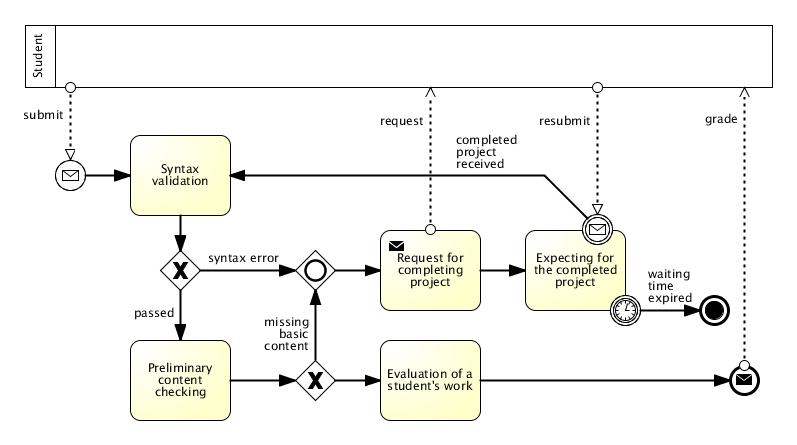 Student
submit
request
resubmit
grade
completed
project
received
Syntax
validation
syntax error
Request for
completing
project
Expecting for
the completed
project
waiting
time
expired
passed
missing
basic
content
Preliminary
content
checking
Evaluation of a
student's work